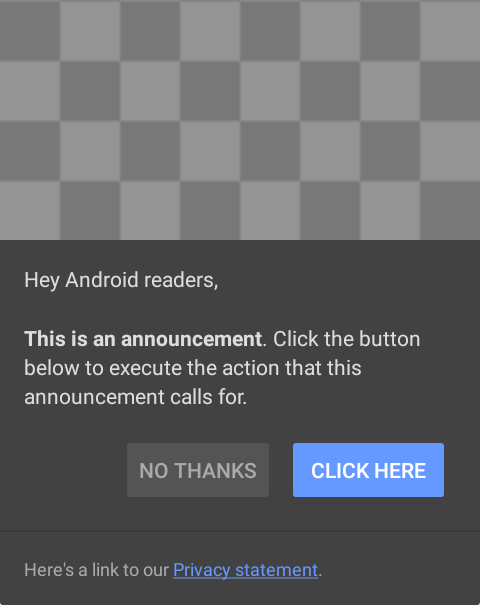 Hey Android readers,
This is an announcement. Click the button
below to execute the action that this
announcement calls for.
NO THANKS
CLICK HERE
Here's a link to our Privacy statement.